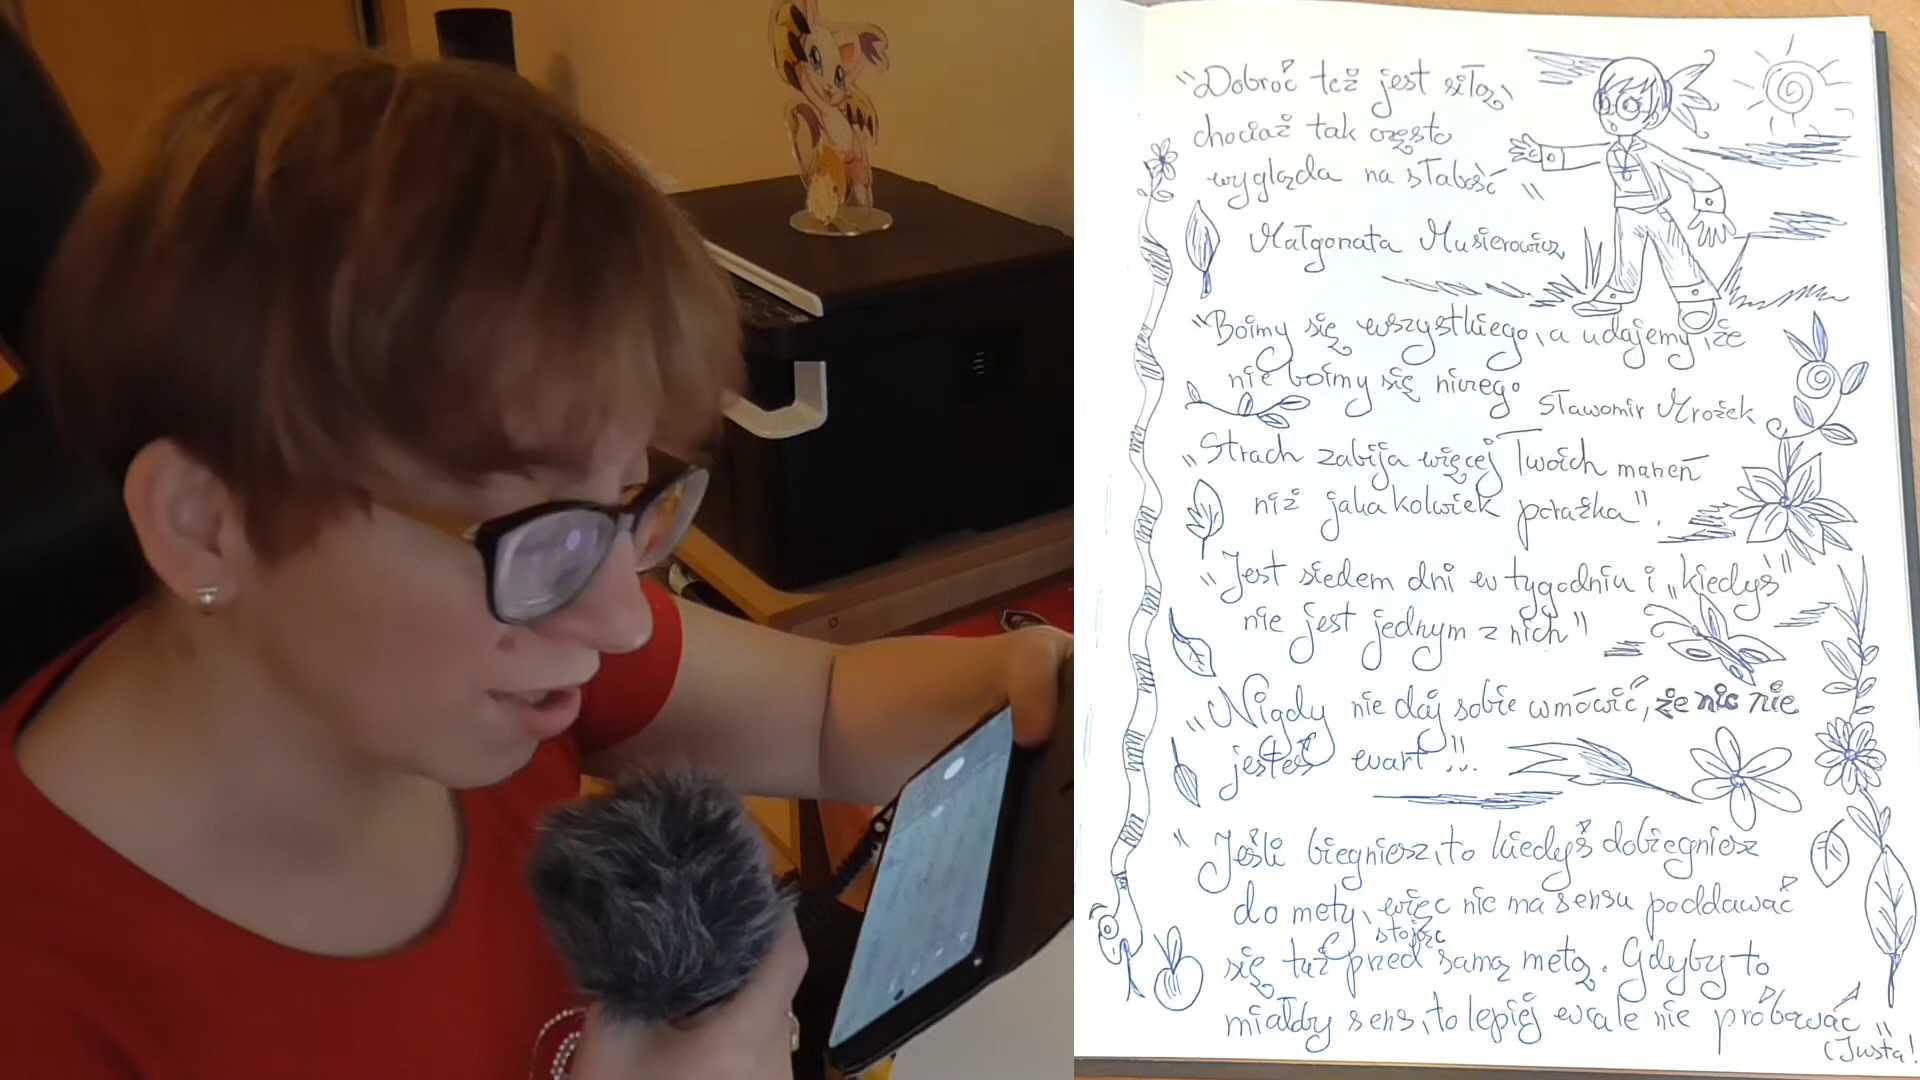 "Dobroć też jest siłą,
chociaż tak często
wygląda na słabość"
Małgorzata Musierowicz
"Boimy się wszystkiego, a udajemy, że
nie boimy się niczego
Sławomir Mrożek
"Strach zabija więcej Twoich marzeń
niż jakakolwiek porażka".
"Jest siedem dni w tygodniu i "kiedyś"
nie jest jednym z nich"
"Nigdy nie daj sobie wmówić, że nic nie
jesteś wart"!!
"Jeśli biegniesz, to kiedyś dobiegniesz
do mety, więc nie ma sensu poddawać
stojąc
się tuż przed samą metą. Gdyby to
miałoby sens, to lepiej wcale nie próbować"
(Justa!